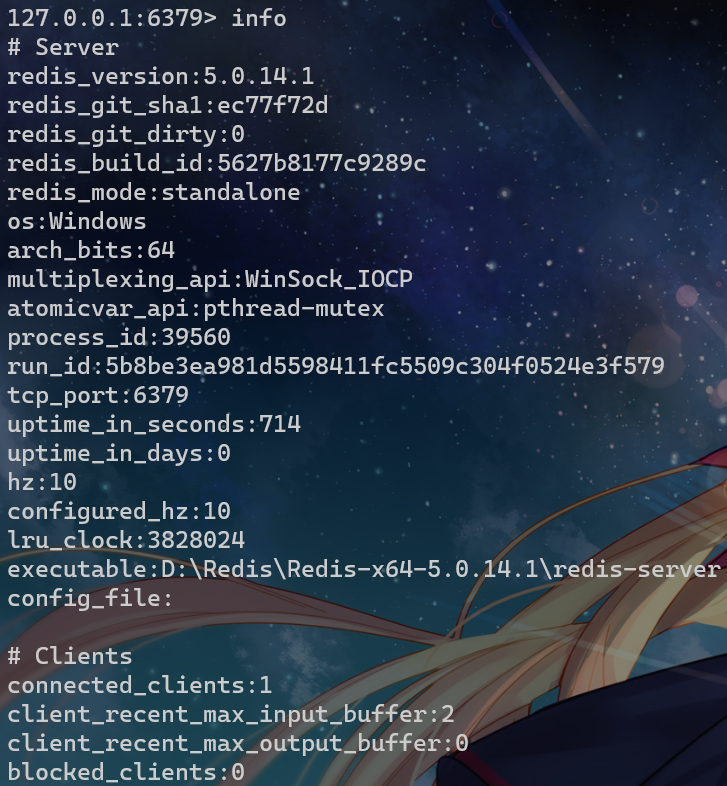 127.0.0.1:6379> info
# Server
redis_version:5.0.14.1
redis_git_sha1:ec77f72d
redis_git_dirty:0
redis_build_id:5627b8177c9289c
redis_mode:standalone
os:Windows
arch_bits:64
multiplexing_api:WinSock_IOCP
atomicvar_api:pthread-mutex
process_id:39560
run_id:5b8be3ea981d5598411fc5509c304f0524e3f579
tcp_port:6379
uptime_in_seconds:714
uptime_in_days:0
hz:10
configured_hz:10
lru_clock:3828024
executable:D:\Redis\Redis-x64-5.0.14.1\redis-server
config_file:
# Clients
connected_clients:1
client_recent_max_input_buffer:2
client_recent_max_output_buffer:0
blocked_clients:0